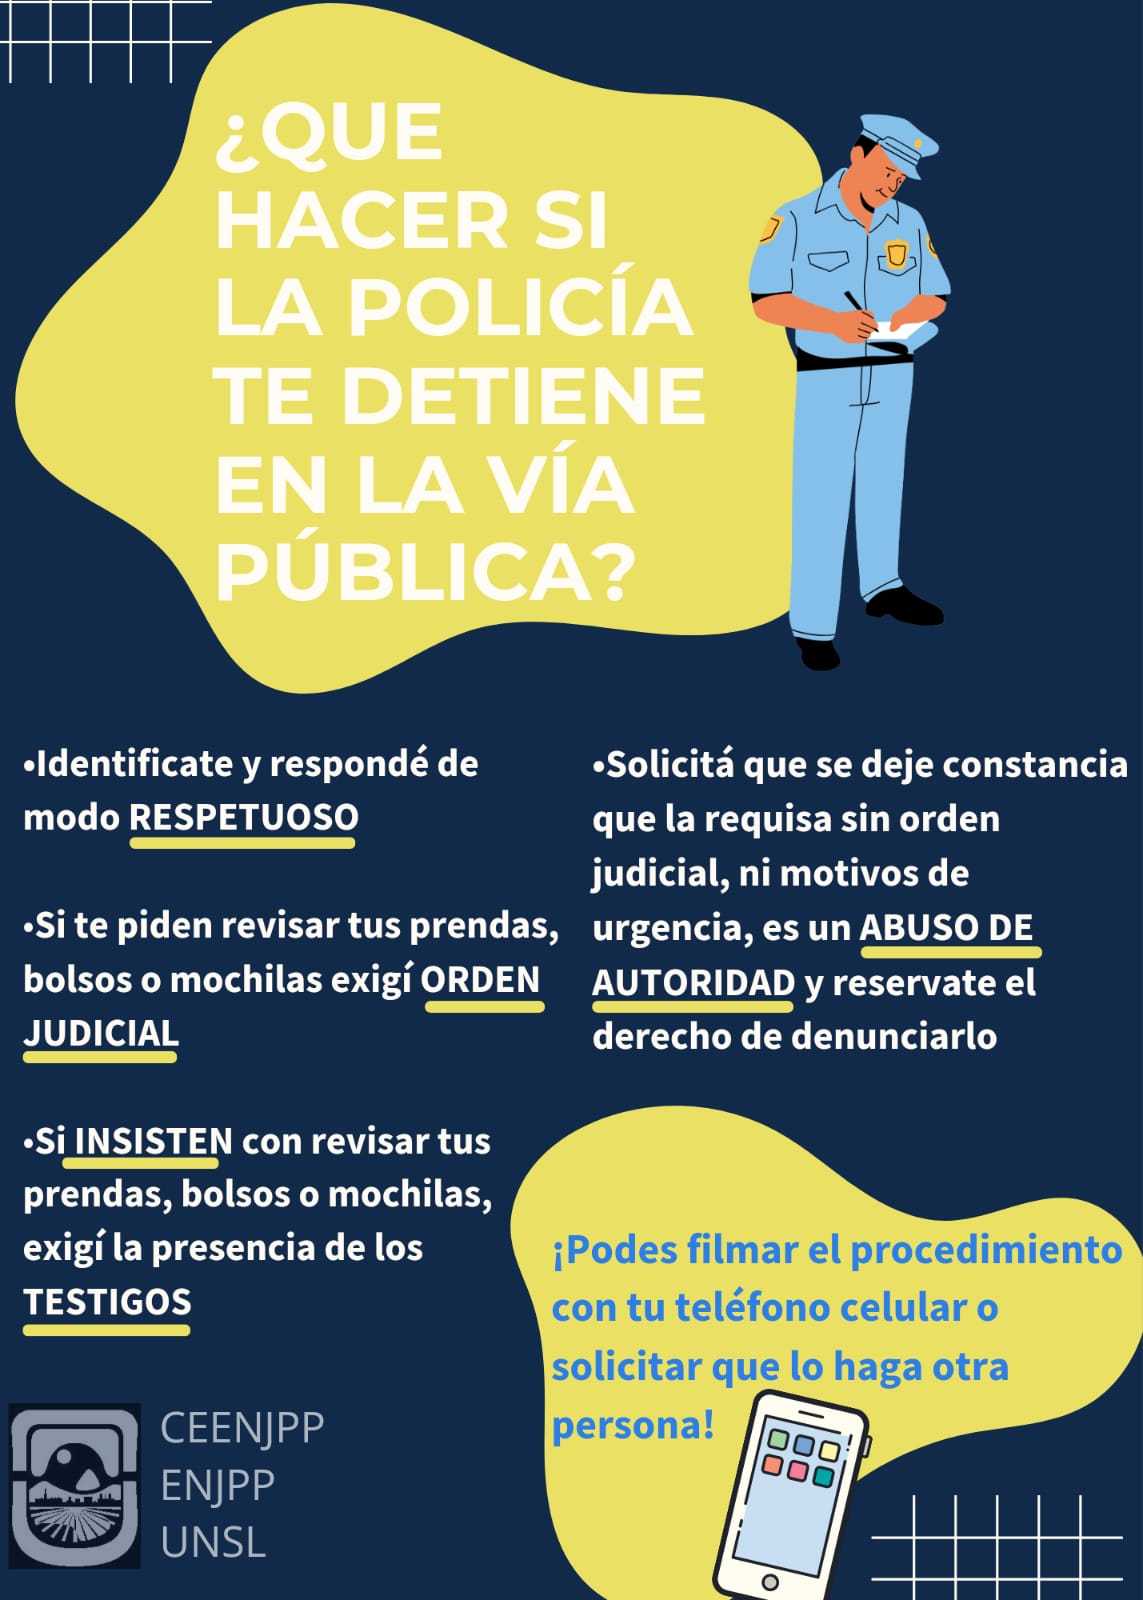 ¿QUE
HACER SI
LA POLICÍA
TE DETIENE
EN LA VÍA
PÚBLICA?
•Identificate y respondé de
modo RESPETUOSO
•Si te piden revisar tus prendas,
bolsos o mochilas exigí ORDEN
JUDICIAL
•Si INSISTEN con revisar tus
prendas, bolsos o mochilas,
exigí la presencia de los
TESTIGOS
•Solicitá que se deje constancia
que la requisa sin orden
judicial, ni motivos de
urgencia, es un ABUSO DE
AUTORIDAD y reservate el
derecho de denunciarlo
¡Podes filmar el procedimiento
con tu teléfono celular o
solicitar que lo haga otra
persona!
CEENJPP
ENJPP
UNSL